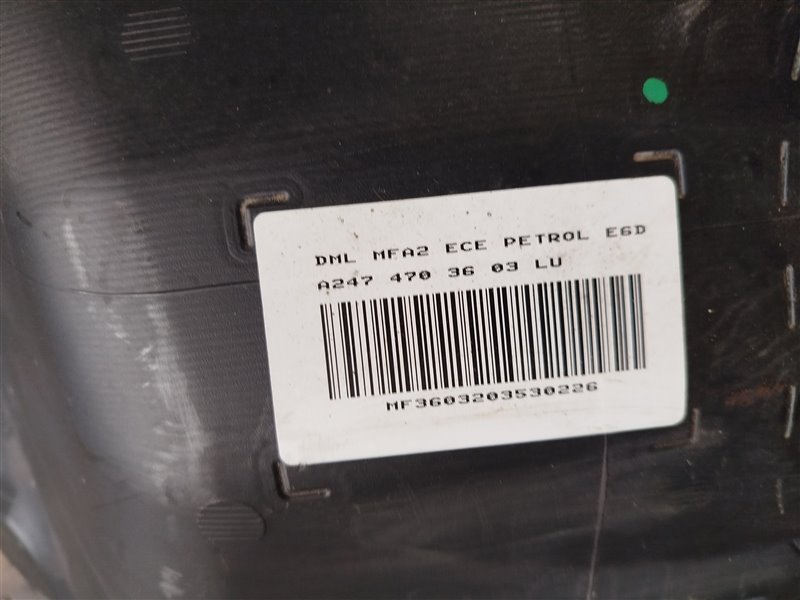 DML MFA2 ECE PETROL E6D
A247 470 36 03 LU
MF3603203530226